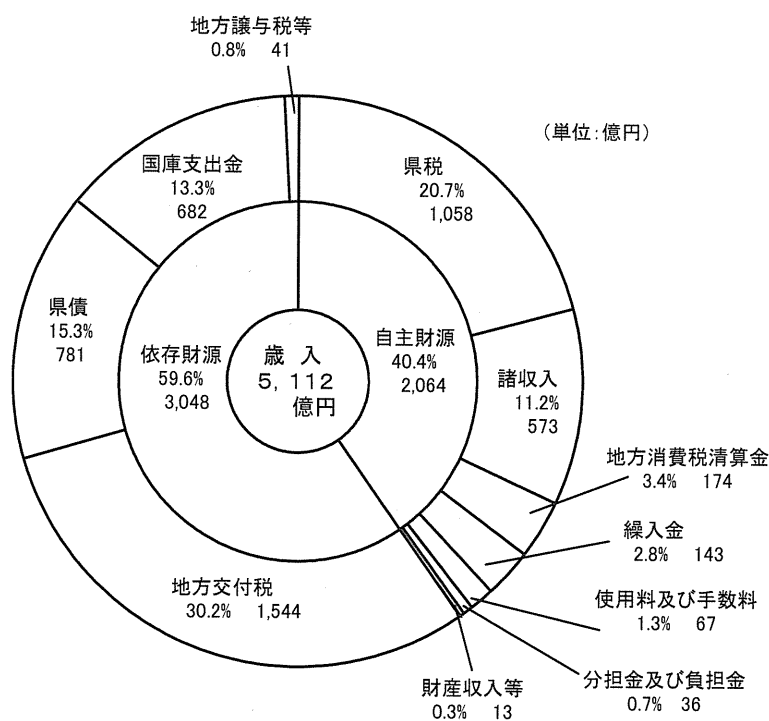 地方譲与税等
0.8% 41
(単位:億円)
県税
20.7%
1,058
諸収入
11.2%
573
地方消費税清算金
3.4% 174
繰入金
2.8% 143
使用料及び手数料
1.3% 67
分担金及び負担金
0.7% 36
財産収入等
0.3% 13
地方交付税
30.2% 1,544
県債
15.3%
781
国庫支出金
13.3%
682
自主財源
40.4%
2,064
依存財源
59.6%
3,048
歳入
5,112
億円